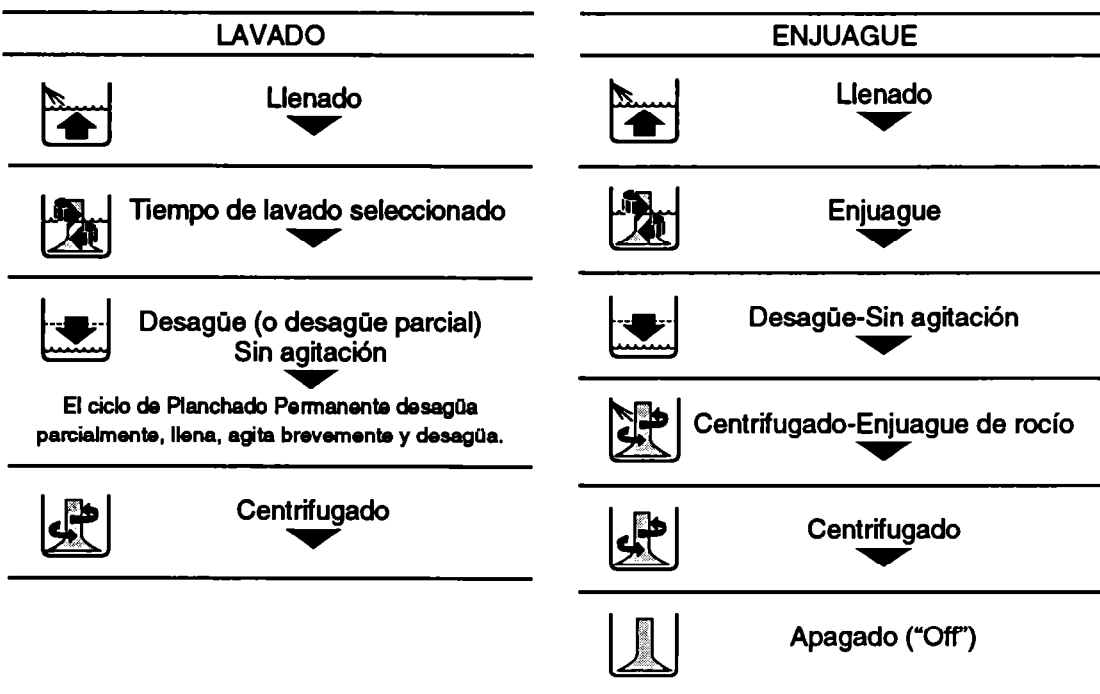 LAVADO
Llenado
Tiempo de lavado seleccionado
Desagüe (o desagüe parcial)
Sin agitación
El ciclo de Planchado Permanente desagüa
parcialmente, llena, agita brevemente y desagüa.
Centrifugado
ENJUAGUE
Llenado
Enjuague
Desagüe-Sin agitación
Centrifugado-Enjuague de rocío
Centrifugado
Apagado (“Off”)